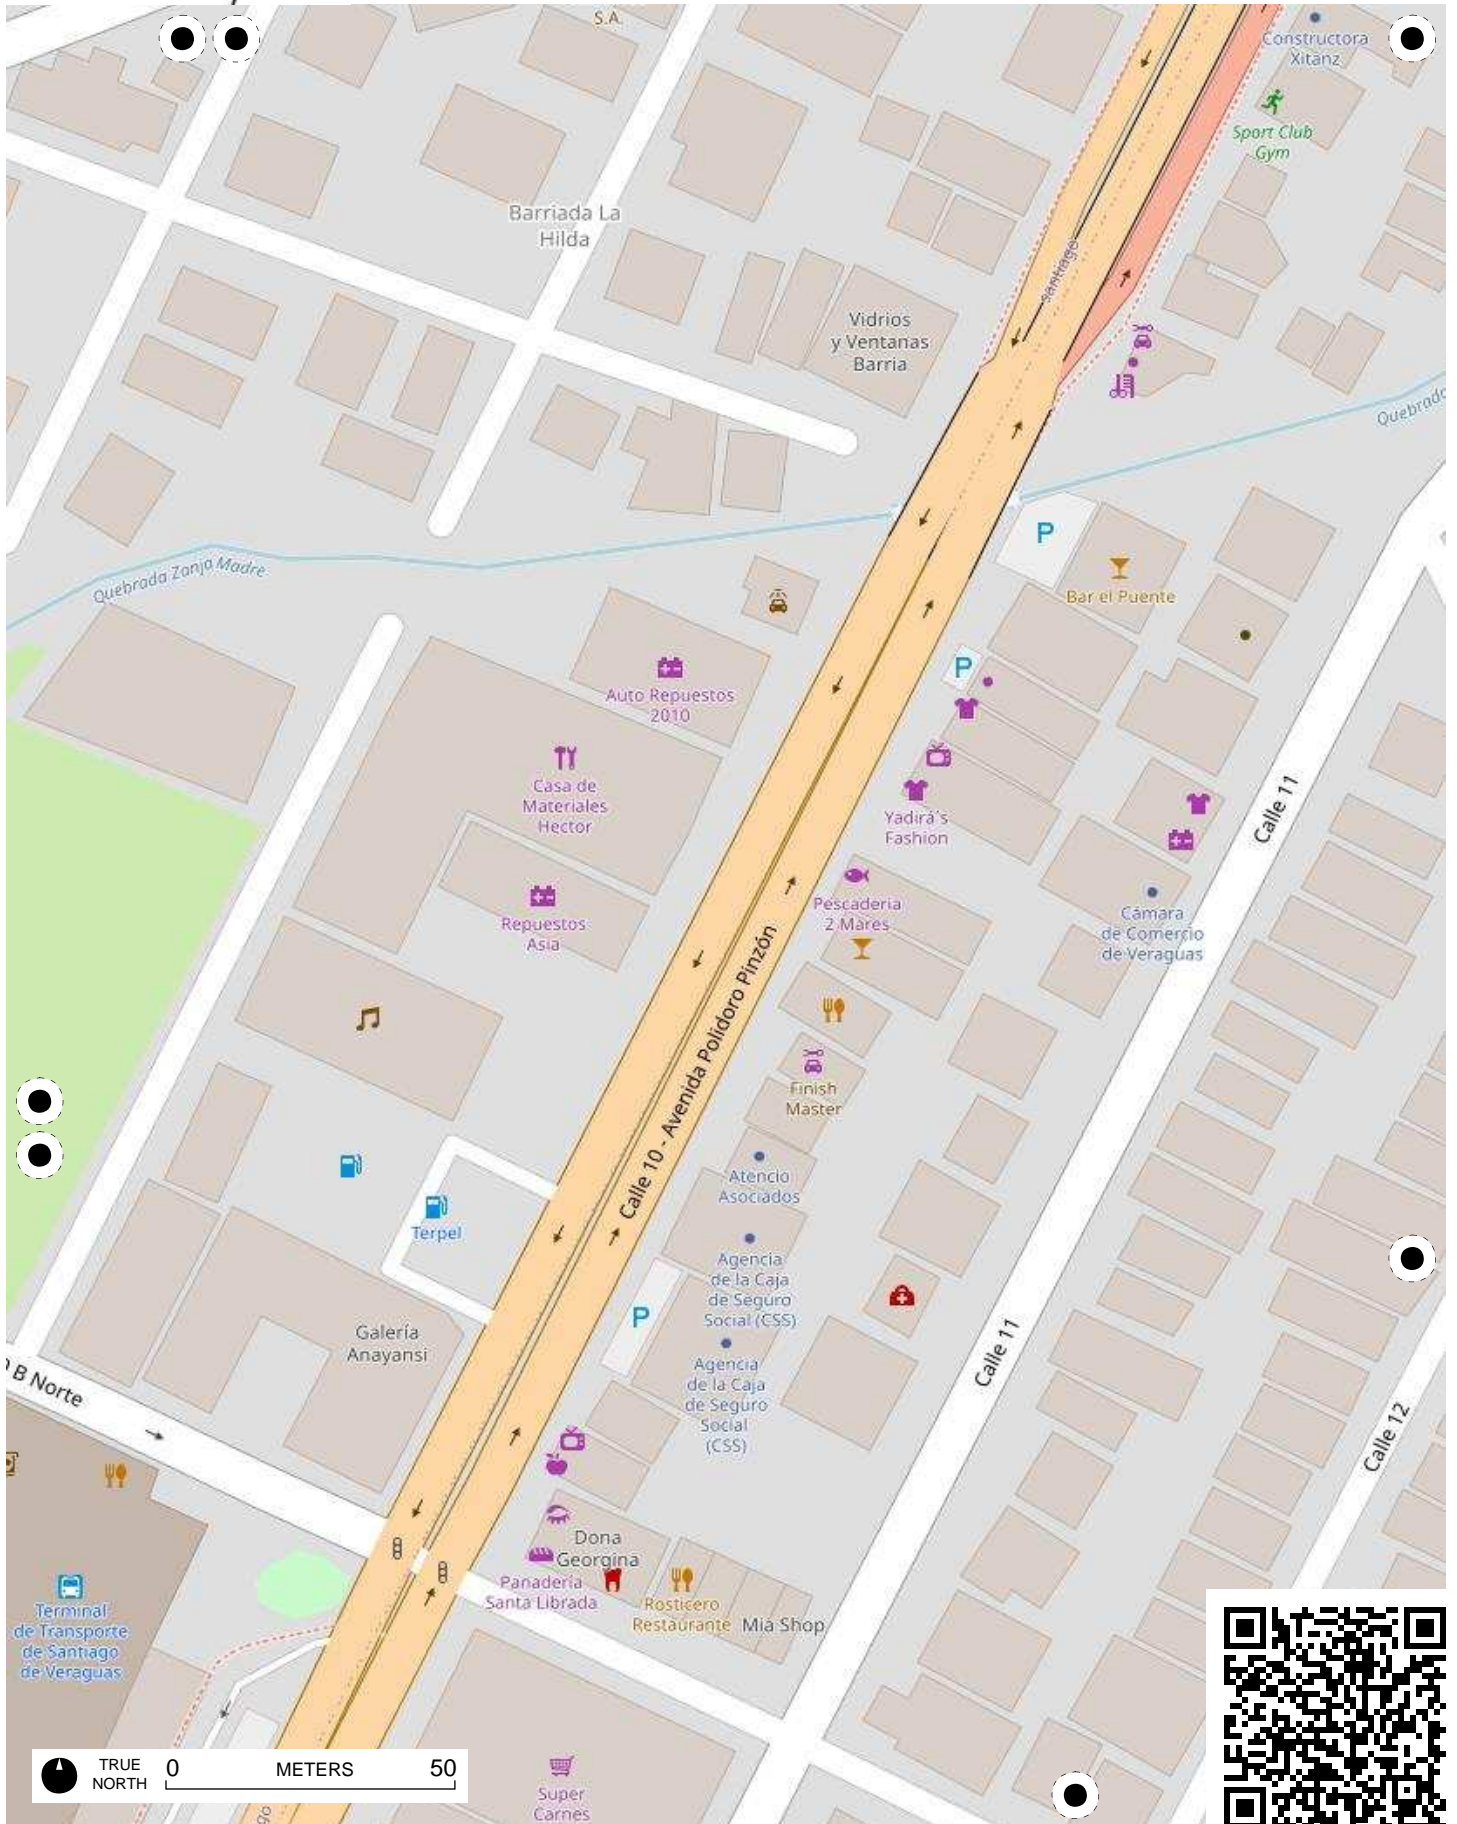 S.A.
Constructora
Xitanz
Sport Club
Gym
Barriada La
Hilda
santiago
Vidrios
y Ventanas
Barria
Quebrada
Quebrada Zanja Madre
P
Bar el Puente
P
Auto Repuestos
2010
Casa de
Materiales
Hector
Yadirá´s
Fashion
Calle 11
Repuestos
Asia
Pescaderia
2 Mares
Cámara
de Comercio
de Veraguas
Calle 10 - Avenida Polidoro Pinzón
Finish
Master
Atencio
Asociados
Terpel
Agencia
de la Caja
de Seguro
Social (CSS)
P
Galería
Anayansi
Agencia
de la Caja
de Seguro
Social
(CSS)
Calle 11
B Norte
Calle 12
Dona
Georgina
Panadería
Santa Librada
Rosticero
Restaurante
Mia Shop
Terminal
de Transporte
de Santiago
de Veraguas
TRUE
NORTH
0 METERS 50
Super
Carnes
go